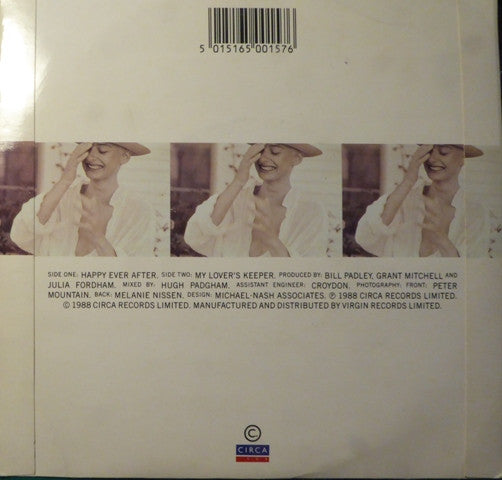 5 015165 001576
SIDE ONE: HAPPY EVER AFTER. SIDE TWO: MY LOVER'S KEEPER. PRODUCED BY: BILL PADLEY, GRANT MITCHELL AND
JULIA FORDHAM. MIXED BY: HUGH PADGHAM. ASSISTANT ENGINEER: CROYDON. PHOTOGRAPHY: FRONT: PETER
MOUNTAIN. BACK: MELANIE NISSEN. DESIGN: MICHAEL·NASH ASSOCIATES. ℗ 1988 CIRCA RECORDS LIMITED.
© 1988 CIRCA RECORDS LIMITED. MANUFACTURED AND DISTRIBUTED BY VIRGIN RECORDS LIMITED.
©
CIRCA